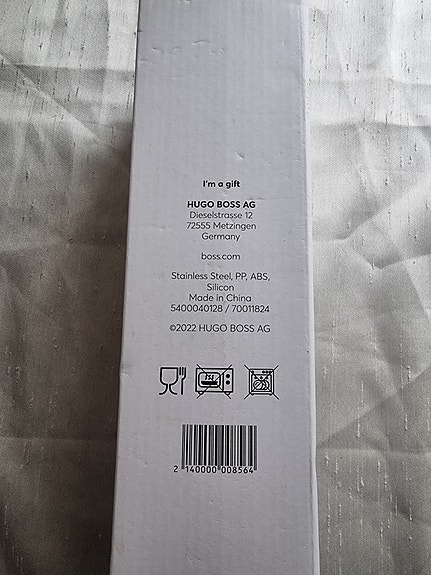 I'm a gift
HUGO BOSS AG
Dieselstrasse 12
72555 Metzingen
Germany
boss.com
Stainless Steel, PP, ABS,
Silicon
Made in China
5400040128 / 70011824
©2022 HUGO BOSS AG
2 140000 008564